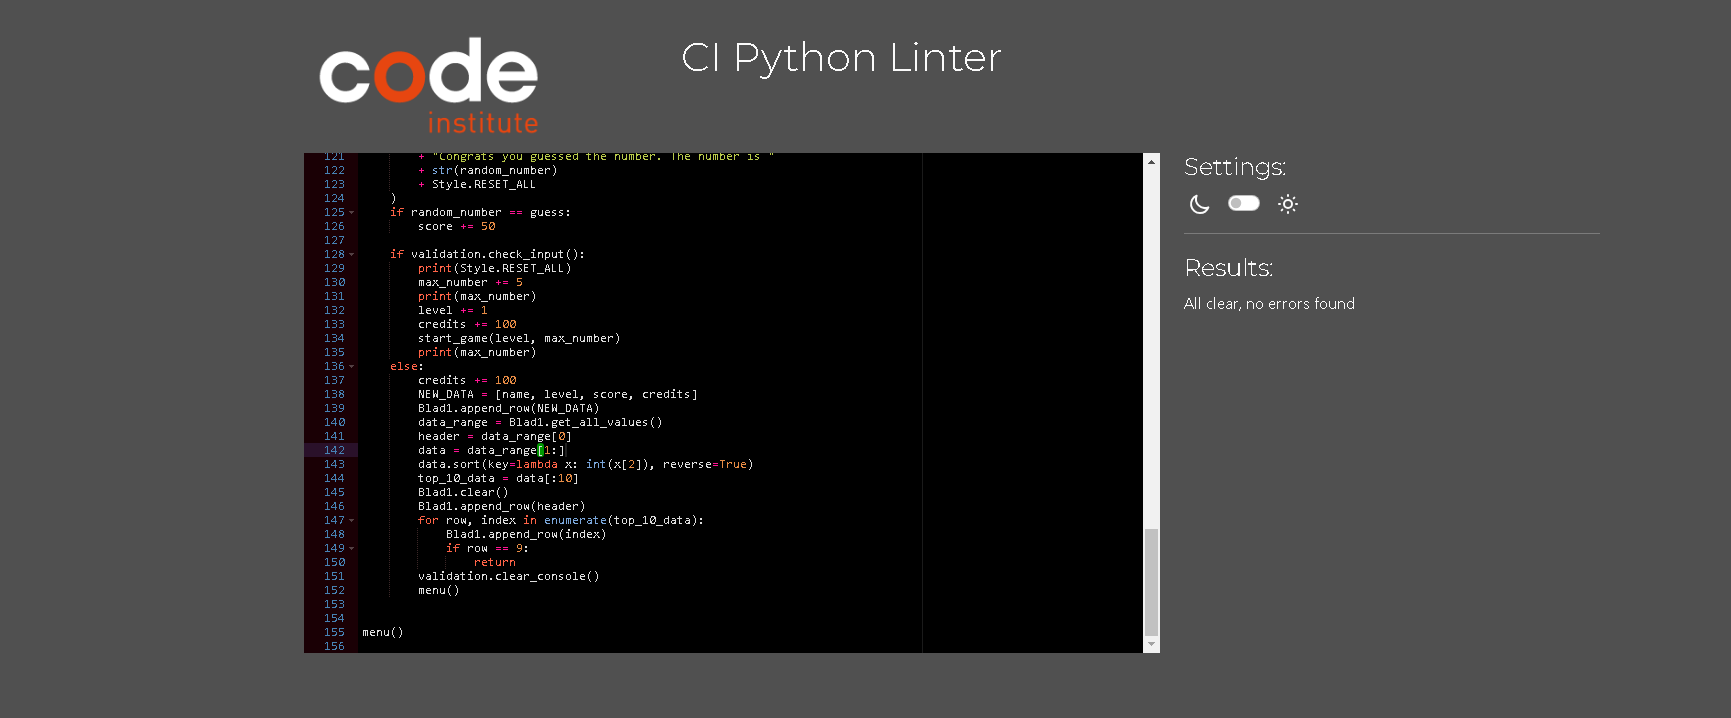 code
institute
CI Python Linter
121 + "Congrats you guessed the number. The number is "
122 + str(random_number)
123 + Style.RESET_ALL
124 )
125 if random_number == guess:
126 score += 50
127
128 if validation.check_input():
129 print(Style.RESET_ALL)
130 max_number += 5
131 print(max_number)
132 level += 1
133 credits += 100
134 start_game(level, max_number)
135 print(max_number)
136 else:
137 credits += 100
138 NEW_DATA = [name, level, score, credits]
139 Blad1.append_row(NEW_DATA)
140 data_range = Blad1.get_all_values()
141 header = data_range[0]
142 data = data_range[1:]
143 data.sort(key=lambda x: int(x[2]), reverse=True)
144 top_10_data = data[:10]
145 Blad1.clear()
146 Blad1.append_row(header)
147 for row, index in enumerate(top_10_data):
148 Blad1.append_row(index)
149 if row == 9:
150 return
151 validation.clear_console()
152 menu()
153
154
155 menu()
156
Settings:
Results:
All clear, no errors found